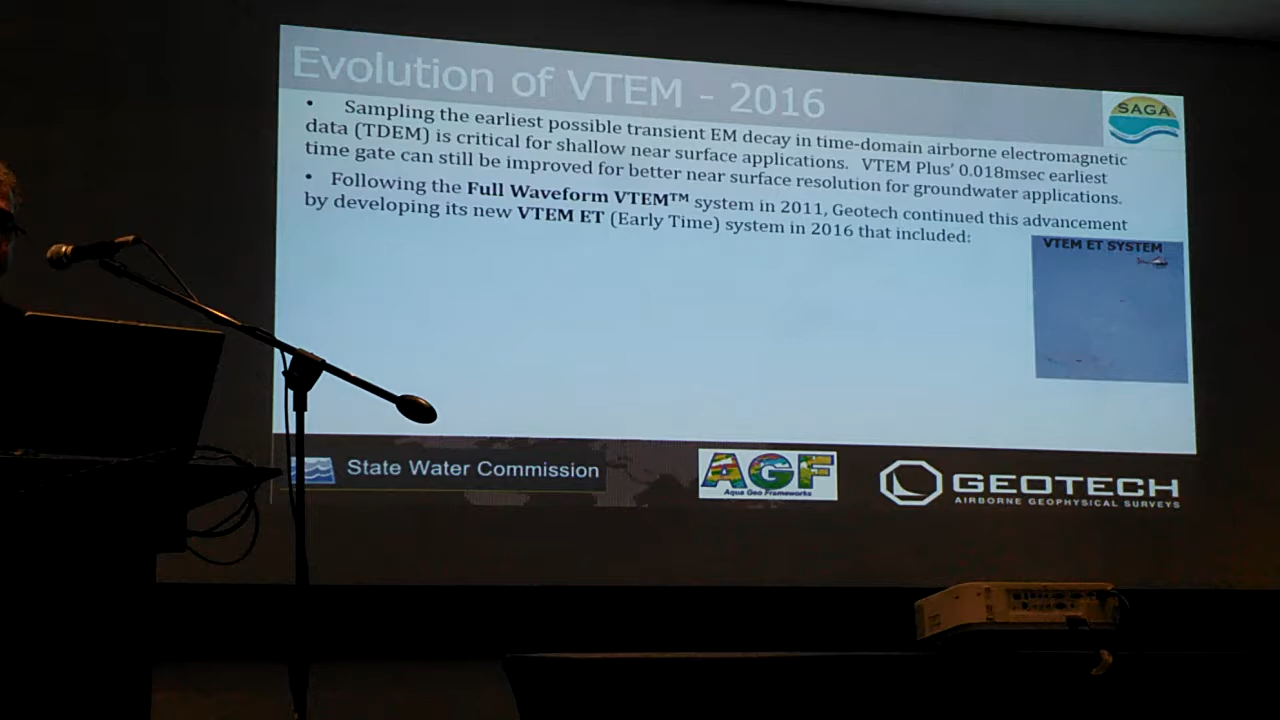 Evolution of VTEM - 2016
SAGA
• Sampling the earliest possible transient EM decay in time-domain airborne electromagnetic
data (TDEM) is critical for shallow near surface applications. VTEM Plus' 0.018msec earliest
time gate can still be improved for better near surface resolution for groundwater applications.
• Following the Full Waveform VTEM™ system in 2011, Geotech continued this advancement
by developing its new VTEM ET (Early Time) system in 2016 that included:
VTEM ET SYSTEM
State Water Commission
AGF
Aqua Geo Frameworks
GEOTECH
AIRBORNE GEOPHYSICAL SURVEYS